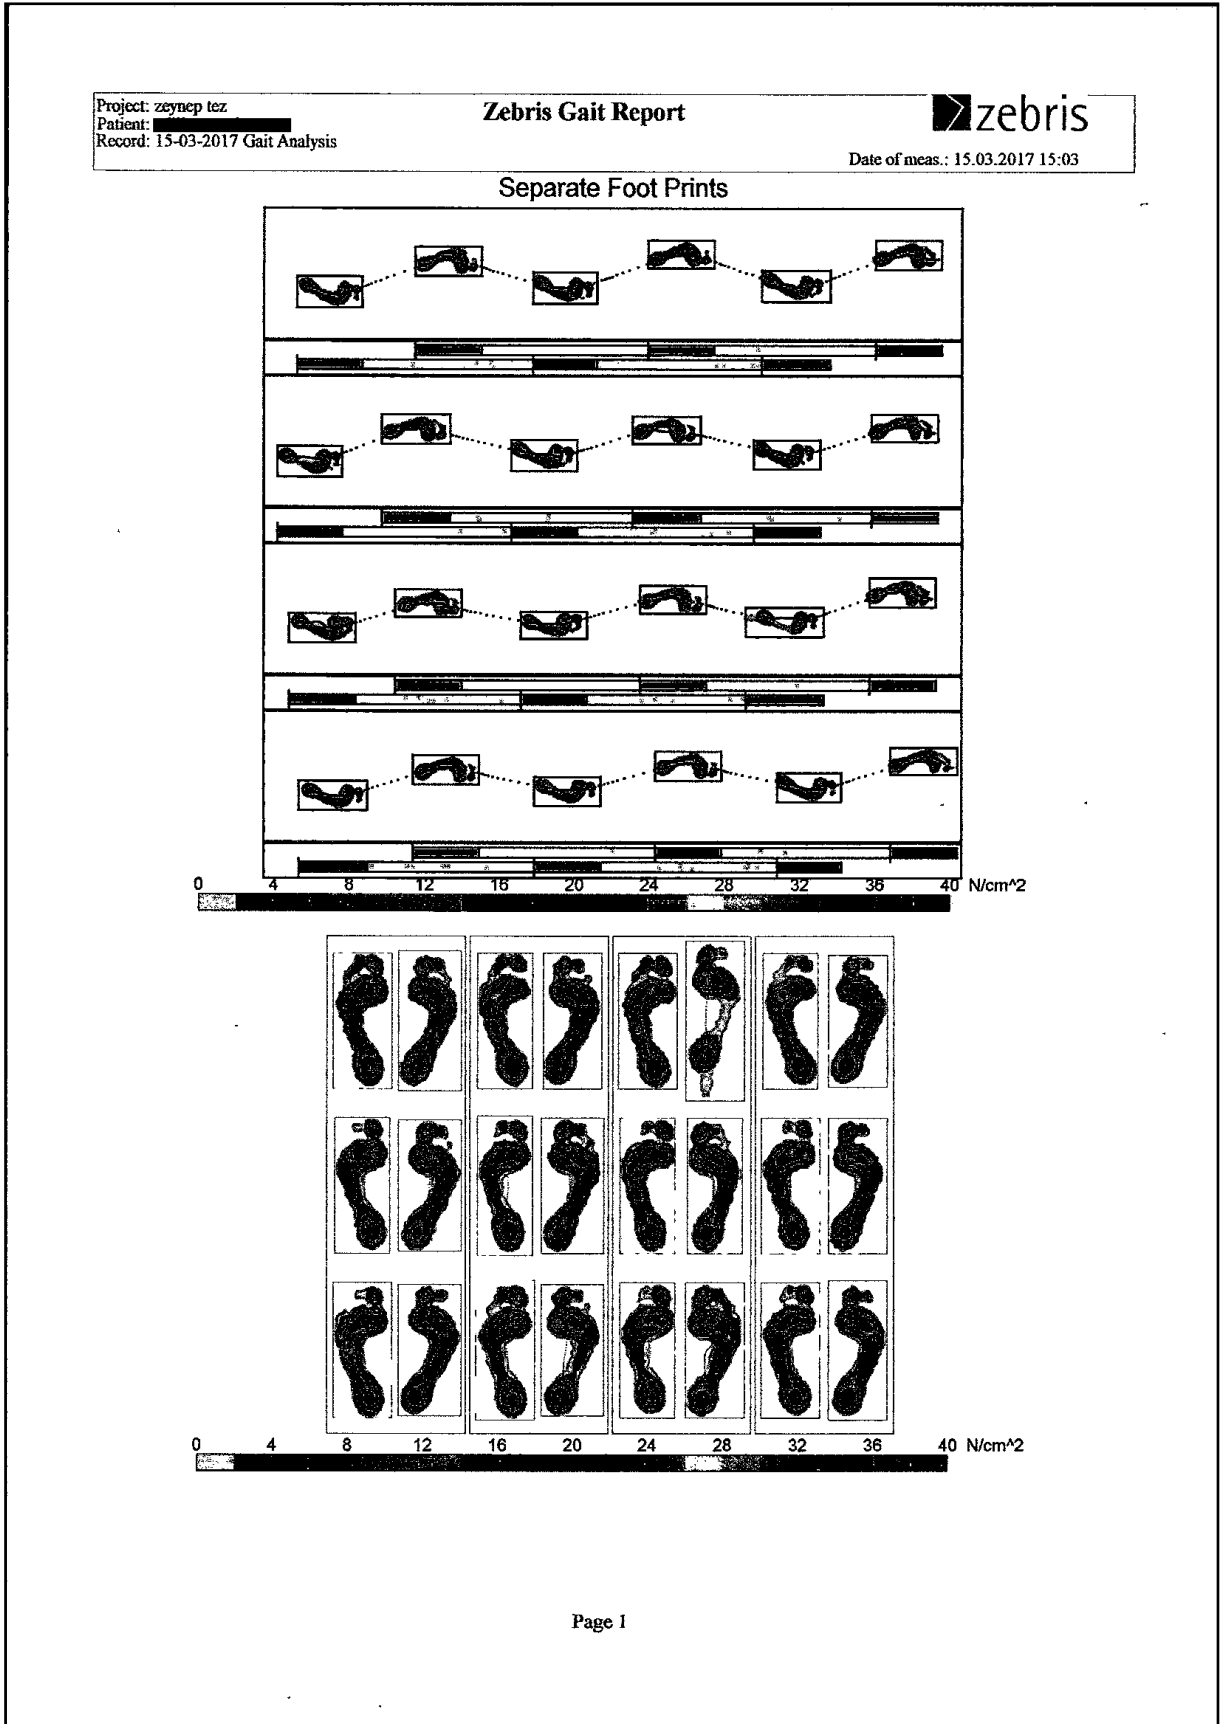 Project: zeynep tez
Patient:
Record: 15-03-2017 Gait Analysis
Zebris Gait Report
zebris
Date of meas.: 15.03.2017 15:03
Separate Foot Prints
0 4 8 12 16 20 24 28 32 36 40 N/cm^2
0 4 8 12 16 20 24 28 32 36 40 N/cm^2
Page 1